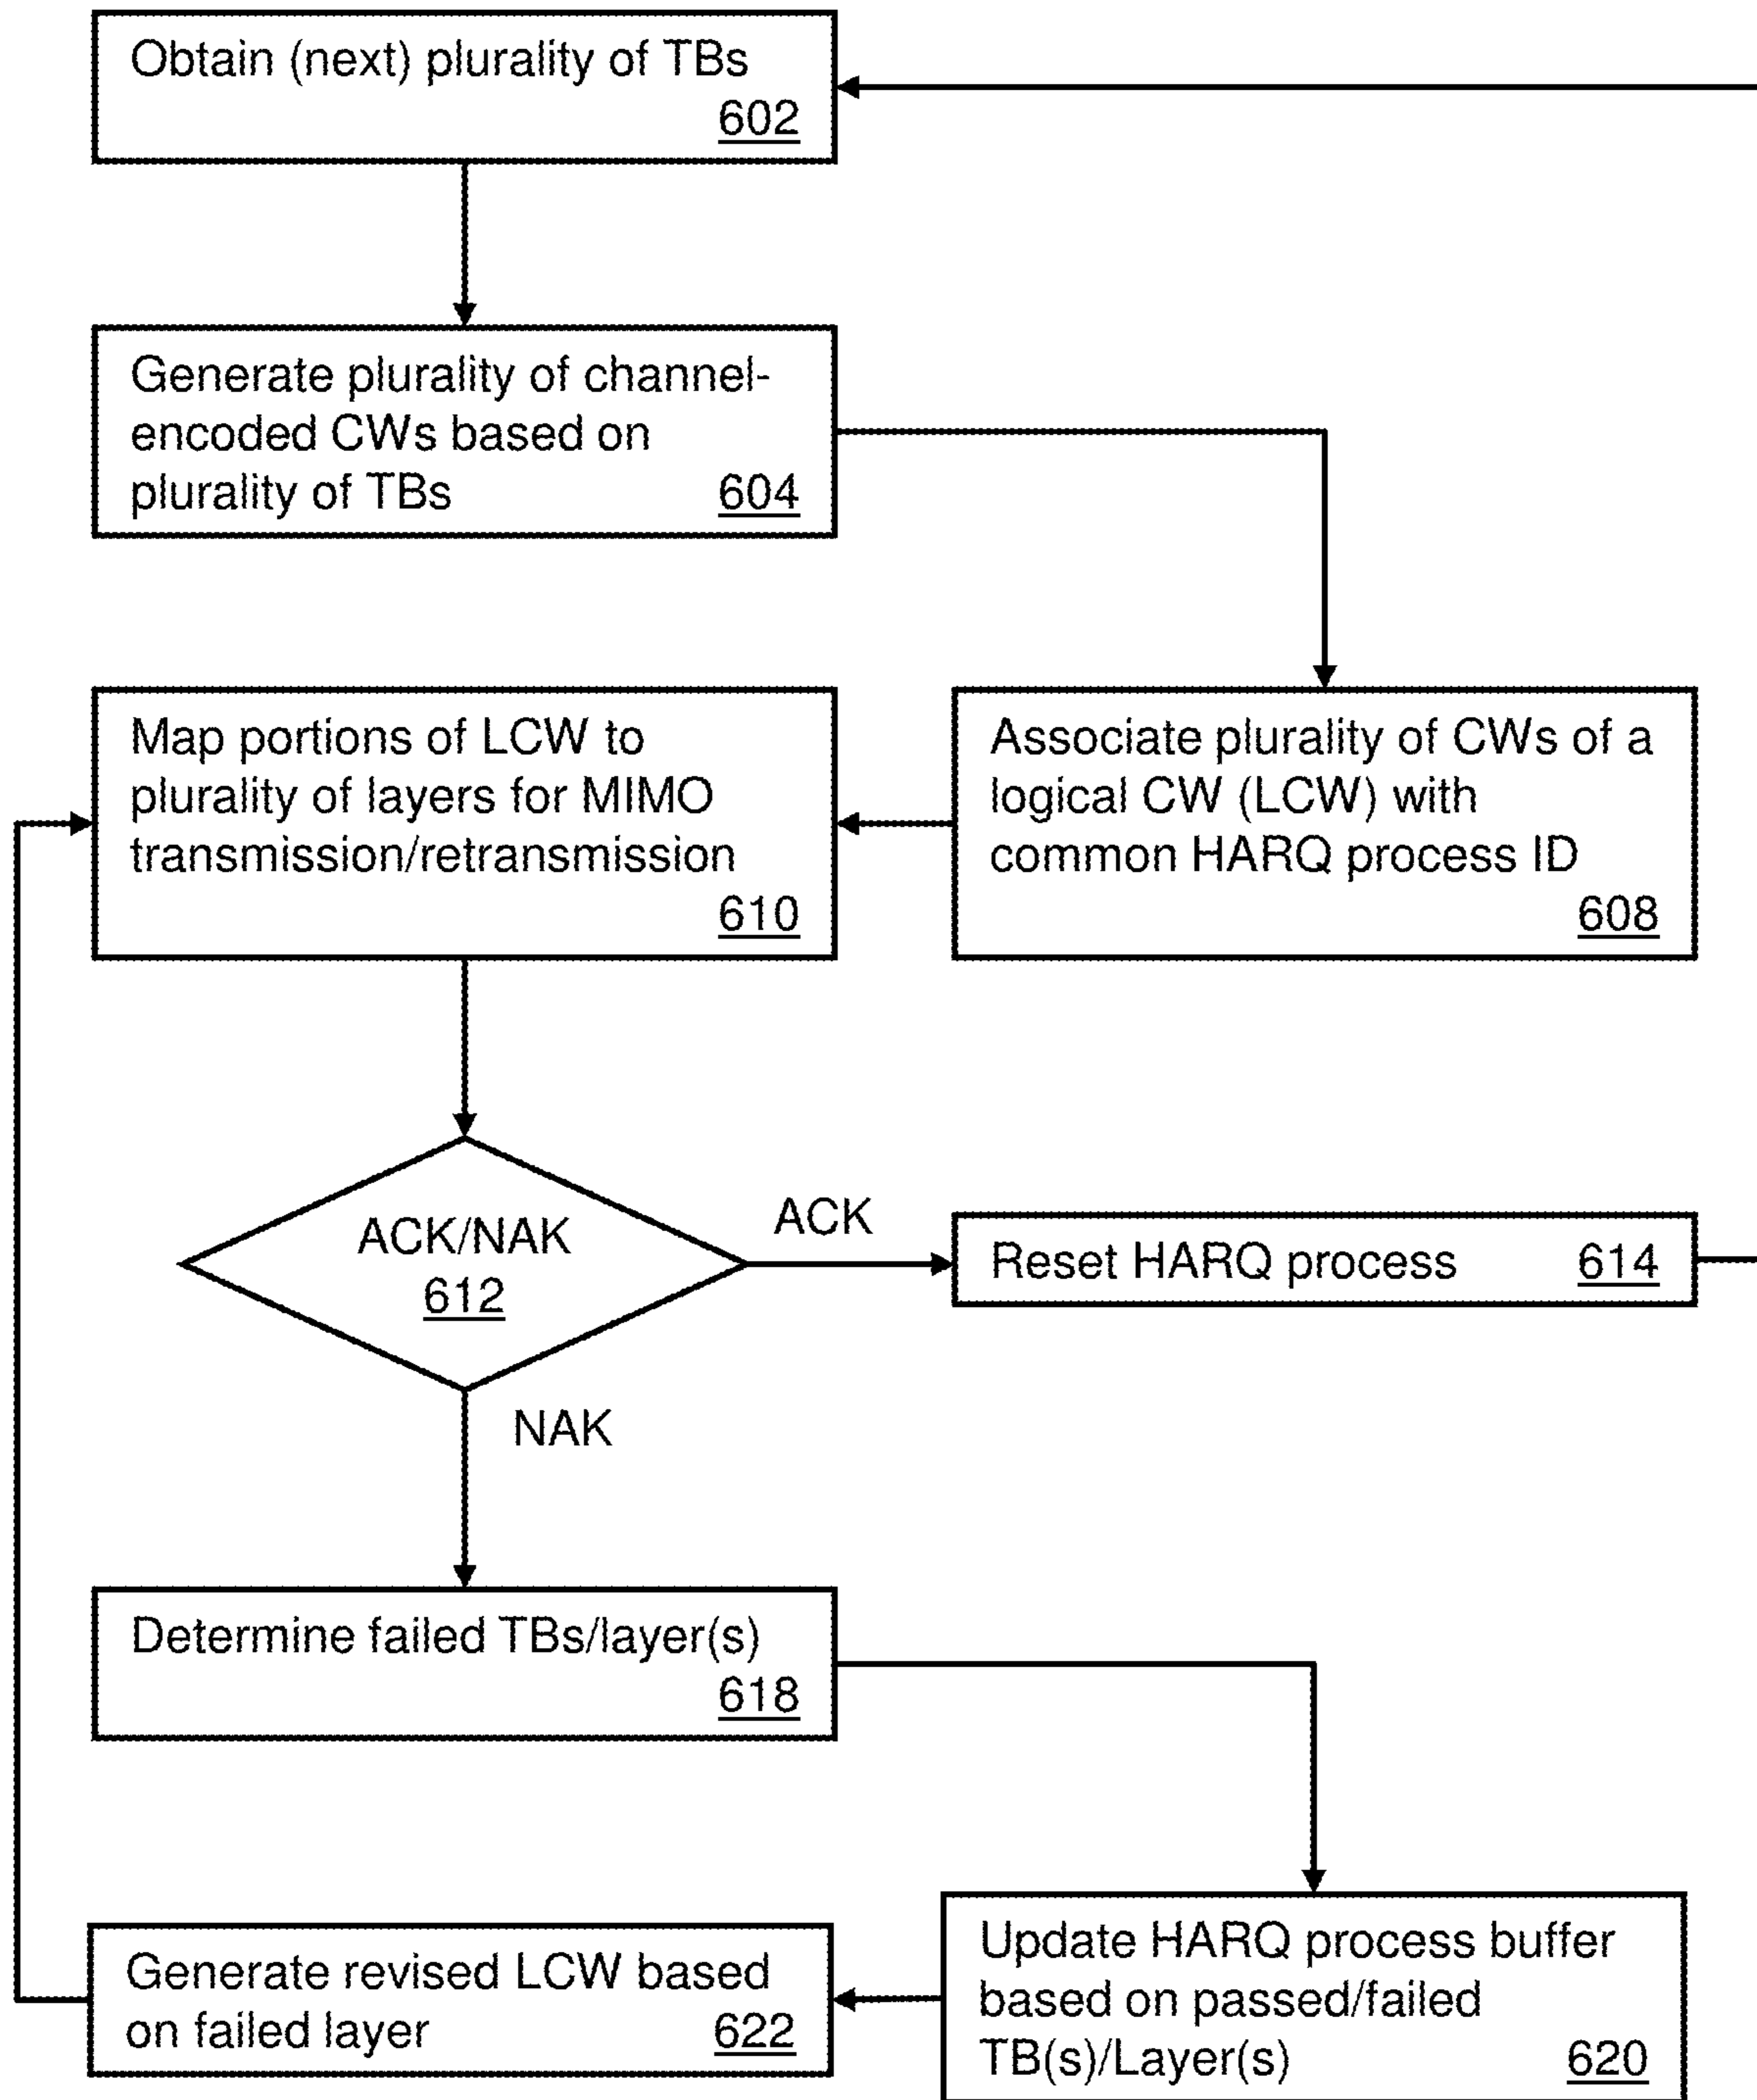 Obtain (next) plurality of TBs
602
Generate plurality of channel-
encoded CWs based on
plurality of TBs 604
Map portions of LCW to
plurality of layers for MIMO
transmission/retransmission
610
Associate plurality of CWs of a
logical CW (LCW) with
common HARQ process ID
608
ACK/NAK
612
ACK
Reset HARQ process 614
NAK
Determine failed TBs/layer(s)
618
Update HARQ process buffer
based on passed/failed
TB(s)/Layer(s) 620
Generate revised LCW based
on failed layer 622